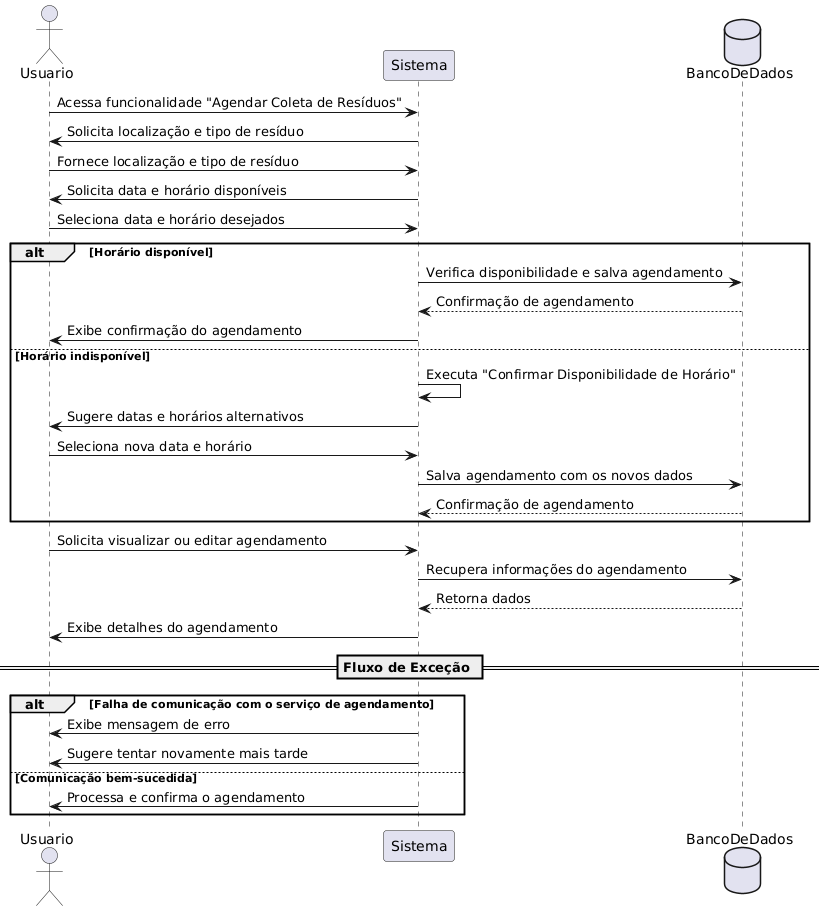 Usuario
Sistema
BancoDeDados
Acessa funcionalidade "Agendar Coleta de Resíduos"
Solicita localização e tipo de resíduo
Fornece localização e tipo de resíduo
Solicita data e horário disponíveis
Seleciona data e horário desejados
alt [Horário disponível]
Verifica disponibilidade e salva agendamento
Confirmação de agendamento
Exibe confirmação do agendamento
[Horário indisponível]
Executa "Confirmar Disponibilidade de Horário"
Sugere datas e horários alternativos
Seleciona nova data e horário
Salva agendamento com os novos dados
Confirmação de agendamento
Solicita visualizar ou editar agendamento
Recupera informações do agendamento
Retorna dados
Exibe detalhes do agendamento
Fluxo de Exceção
alt [Falha de comunicação com o serviço de agendamento]
Exibe mensagem de erro
Sugere tentar novamente mais tarde
[Comunicação bem-sucedida]
Processa e confirma o agendamento
Usuario
Sistema
BancoDeDados